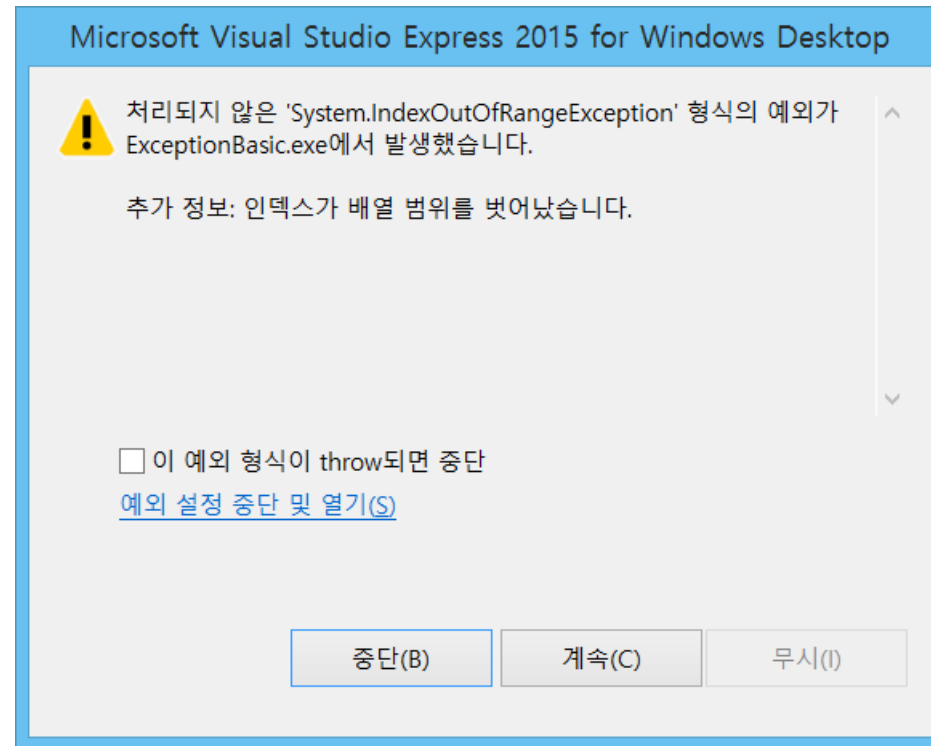 Microsoft Visual Studio Express 2015 for Windows Desktop
처리되지 않은 'System.IndexOutOfRangeException' 형식의 예외가
ExceptionBasic.exe에서 발생했습니다.
추가 정보: 인덱스가 배열 범위를 벗어났습니다.
이 예외 형식이 throw되면 중단
예외 설정 중단 및 열기(S)
중단(B)
계속(C)
무시(I)